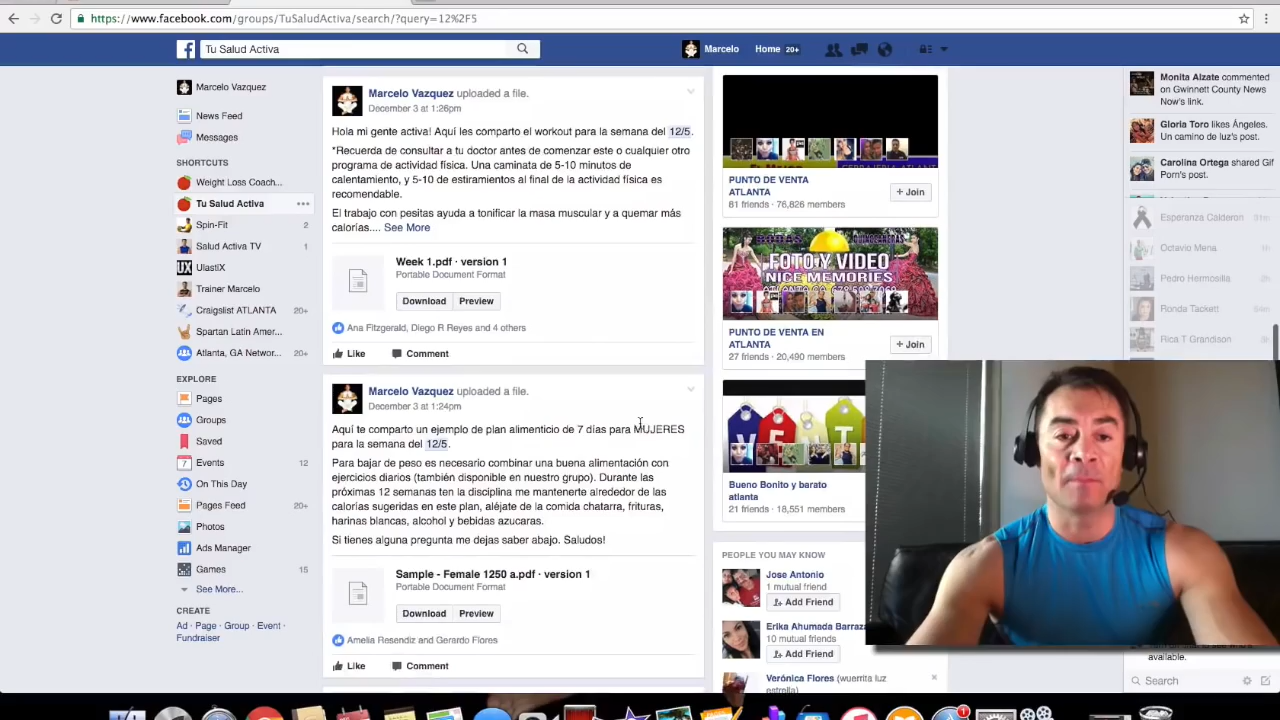 https://www.facebook.com/groups/TuSaludActiva/search/?query=12%2F5
Tu Salud Activa
Marcelo
Home 20+
Marcelo Vazquez
News Feed
Messages
SHORTCUTS
Weight Loss Coach...
Tu Salud Activa
Spin-Fit 2
Salud Activa TV 1
UlastiX
Trainer Marcelo
Craigslist ATLANTA 20+
Spartan Latin Amer...
Atlanta, GA Networ... 20+
EXPLORE
Pages
Groups
Saved
Events 12
On This Day
Pages Feed 20+
Photos
Ads Manager
Games 15
See More...
CREATE
Ad · Page · Group · Event ·
Fundraiser
Marcelo Vazquez uploaded a file.
December 3 at 1:26pm
Hola mi gente activa! Aquí les comparto el workout para la semana del 12/5.
*Recuerda de consultar a tu doctor antes de comenzar este o cualquier otro
programa de actividad física. Una caminata de 5-10 minutos de
calentamiento, y 5-10 de estiramientos al final de la actividad física es
recomendable.
El trabajo con pesitas ayuda a tonificar la masa muscular y a quemar más
calorías.... See More
Week 1.pdf · version 1
Portable Document Format
Download Preview
Ana Fitzgerald, Diego R Reyes and 4 others
Like Comment
Marcelo Vazquez uploaded a file.
December 3 at 1:24pm
Aquí te comparto un ejemplo de plan alimenticio de 7 días para MUJERES
para la semana del 12/5.
Para bajar de peso es necesario combinar una buena alimentación con
ejercicios diarios (también disponible en nuestro grupo). Durante las
próximas 12 semanas ten la disciplina me mantenerte alrededor de las
calorías sugeridas en este plan, aléjate de la comida chatarra, frituras,
harinas blancas, alcohol y bebidas azucaras.
Si tienes alguna pregunta me dejas saber abajo. Saludos!
Sample - Female 1250 a.pdf · version 1
Portable Document Format
Download Preview
Amelia Resendiz and Gerardo Flores
Like Comment
PUNTO DE VENTA
ATLANTA
81 friends · 76,826 members
+ Join
FOTO Y VIDEO
NICE MEMORIES
PUNTO DE VENTA EN
ATLANTA
27 friends · 20,490 members
+ Join
VENT
Bueno Bonito y barato
atlanta
21 friends · 18,551 members
PEOPLE YOU MAY KNOW
Jose Antonio
1 mutual friend
Add Friend
Erika Ahumada Barraza
10 mutual friends
Add Friend
Verónica Flores (wuerrita luz
estrella)
Monita Alzate commented
on Gwinnett County News
Now's link.
Gloria Toro likes Ángeles.
Un camino de luz's post.
Carolina Ortega shared Gif
Porn's post.
Esperanza Calderon 31m
Octavio Mena
Pedro Hermosilla
Ronda Tackett
Rica T Grandison
available.
Search